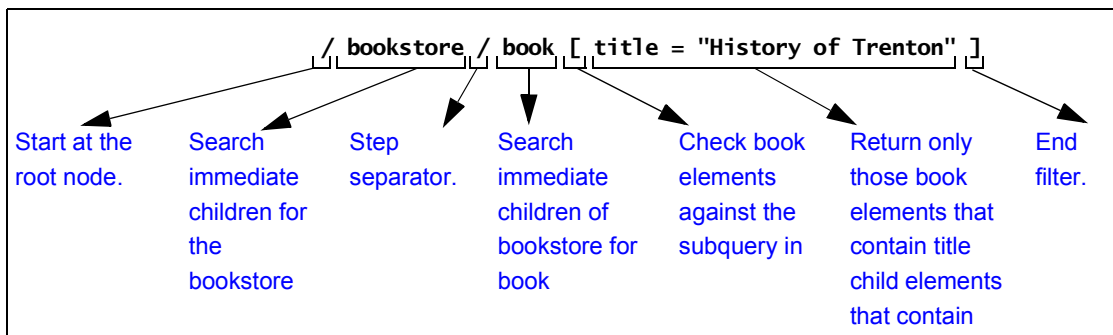 / bookstore / book [ title = "History of Trenton" ]
Start at the
root node.
Search
immediate
children for
the
bookstore
Step
separator.
Search
immediate
children of
bookstore for
book
Check book
elements
against the
subquery in
Return only
those book
elements that
contain title
child elements
that contain
End
filter.